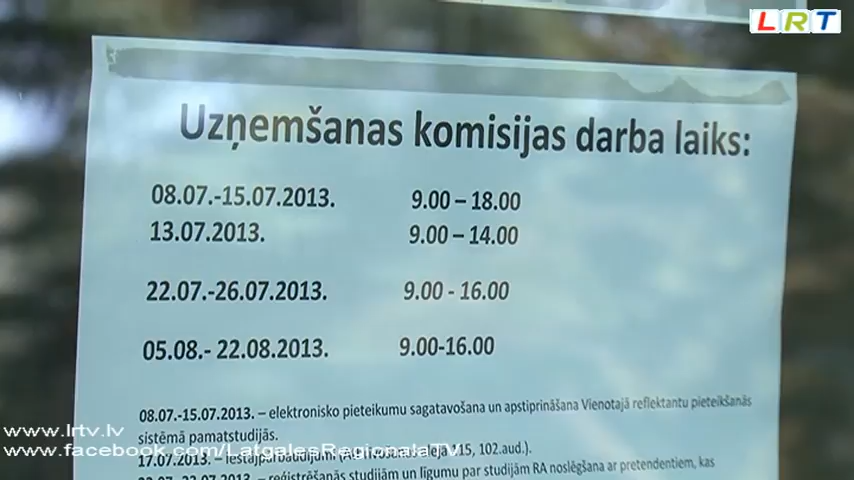 LRT
Uzņemšanas komisijas darba laiks:
08.07.-15.07.2013. 9.00 – 18.00
13.07.2013. 9.00 – 14.00
22.07.-26.07.2013. 9.00 - 16.00
05.08.- 22.08.2013. 9.00-16.00
08.07.-15.07.2013. – elektronisko pieteikumu sagatavošana un apstiprināšana Vienotajā reflektantu pieteikšanās
sistēmā pamatstudijās.
www.lrtv.lv
www.facebook.com/LatgalesRegionalaTV
17.07.2013. – iestājpārbaudījumi 115, 102.aud.).
reģistrēšanās studijām un līgumu par studijām RA noslēgšana ar pretendentiem, kas